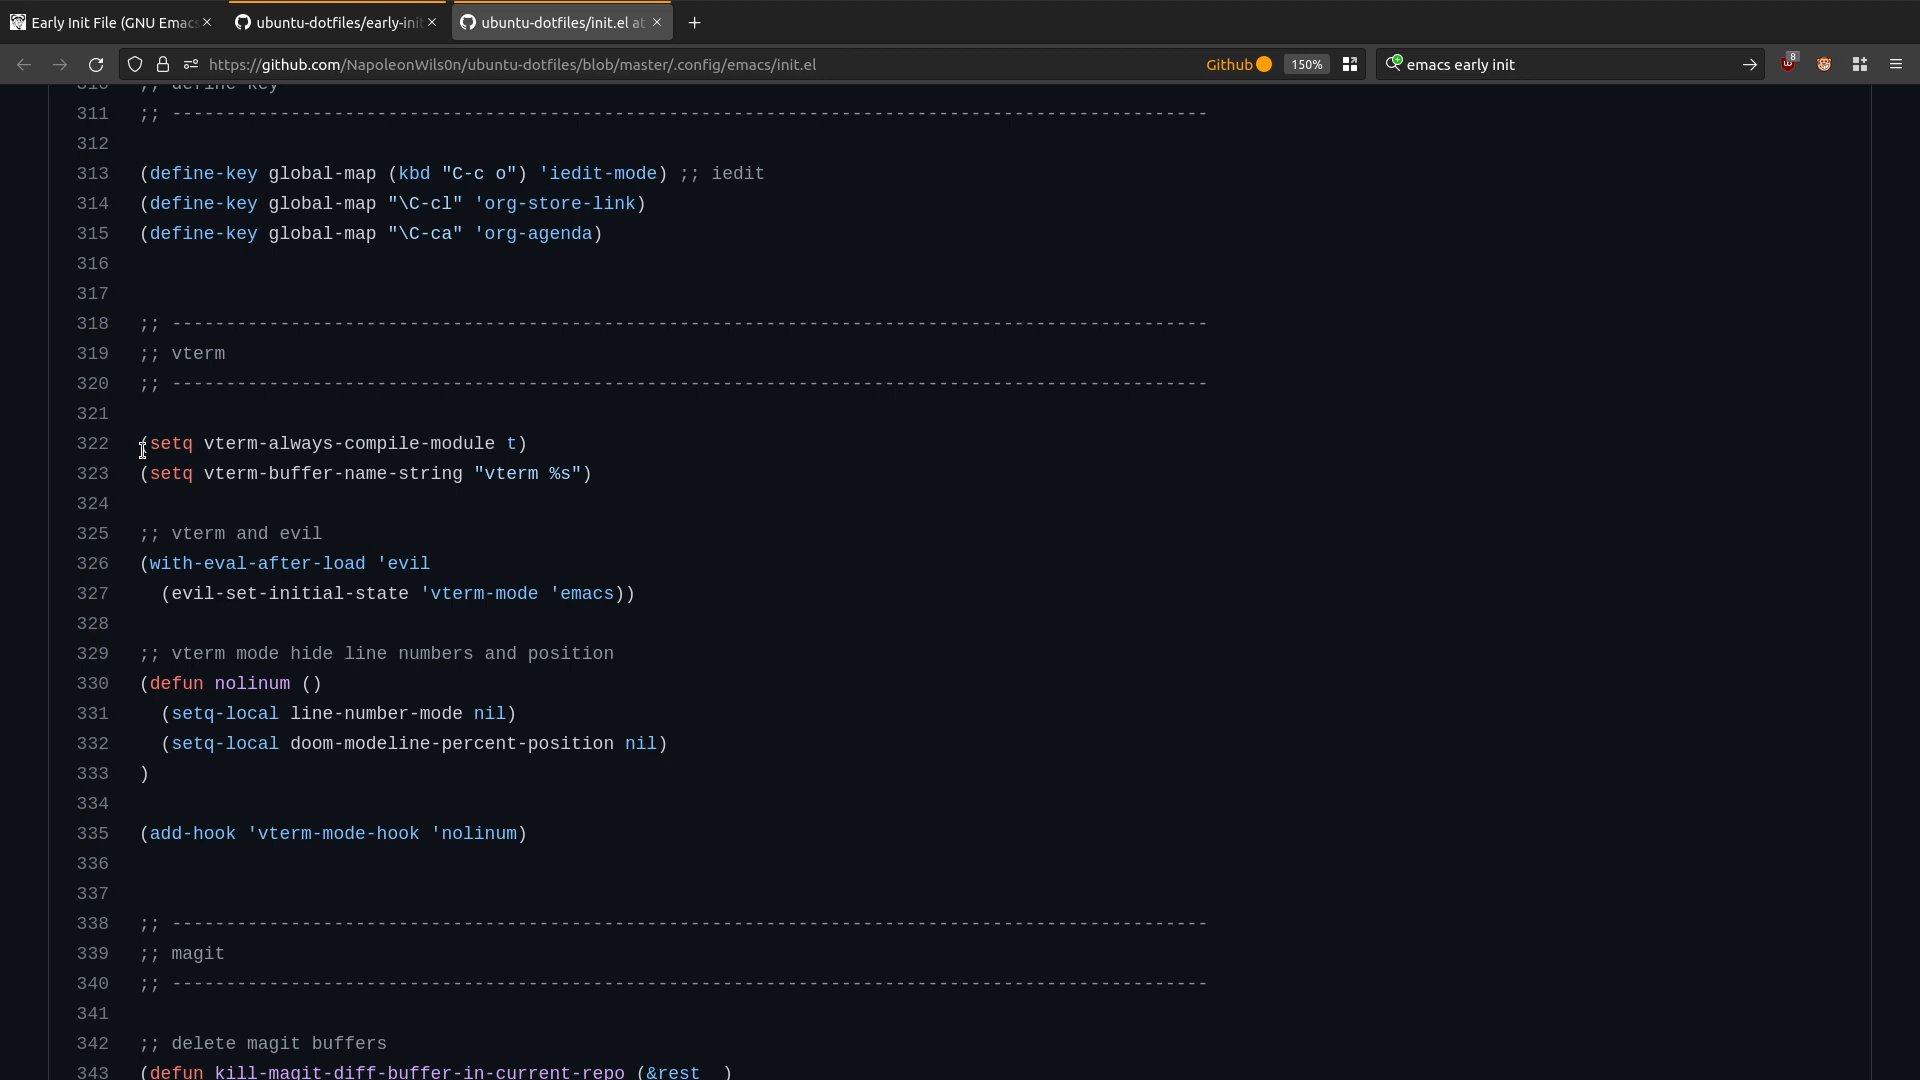 Early Init File (GNU Emacs
ubuntu-dotfiles/early-init
ubuntu-dotfiles/init.el at
https://github.com/NapoleonWils0n/ubuntu-dotfiles/blob/master/.config/emacs/init.el
Github
150%
emacs early init
8
310 ;; define key
311 ;; ------------------------------------------------------------------------------------------------
312
313 (define-key global-map (kbd "C-c o") 'iedit-mode) ;; iedit
314 (define-key global-map "\C-cl" 'org-store-link)
315 (define-key global-map "\C-ca" 'org-agenda)
316
317
318 ;; ------------------------------------------------------------------------------------------------
319 ;; vterm
320 ;; ------------------------------------------------------------------------------------------------
321
322 (setq vterm-always-compile-module t)
323 (setq vterm-buffer-name-string "vterm %s")
324
325 ;; vterm and evil
326 (with-eval-after-load 'evil
327   (evil-set-initial-state 'vterm-mode 'emacs))
328
329 ;; vterm mode hide line numbers and position
330 (defun nolinum ()
331   (setq-local line-number-mode nil)
332   (setq-local doom-modeline-percent-position nil)
333 )
334
335 (add-hook 'vterm-mode-hook 'nolinum)
336
337
338 ;; ------------------------------------------------------------------------------------------------
339 ;; magit
340 ;; ------------------------------------------------------------------------------------------------
341
342 ;; delete magit buffers
343 (defun kill-magit-diff-buffer-in-current-repo (&rest _)